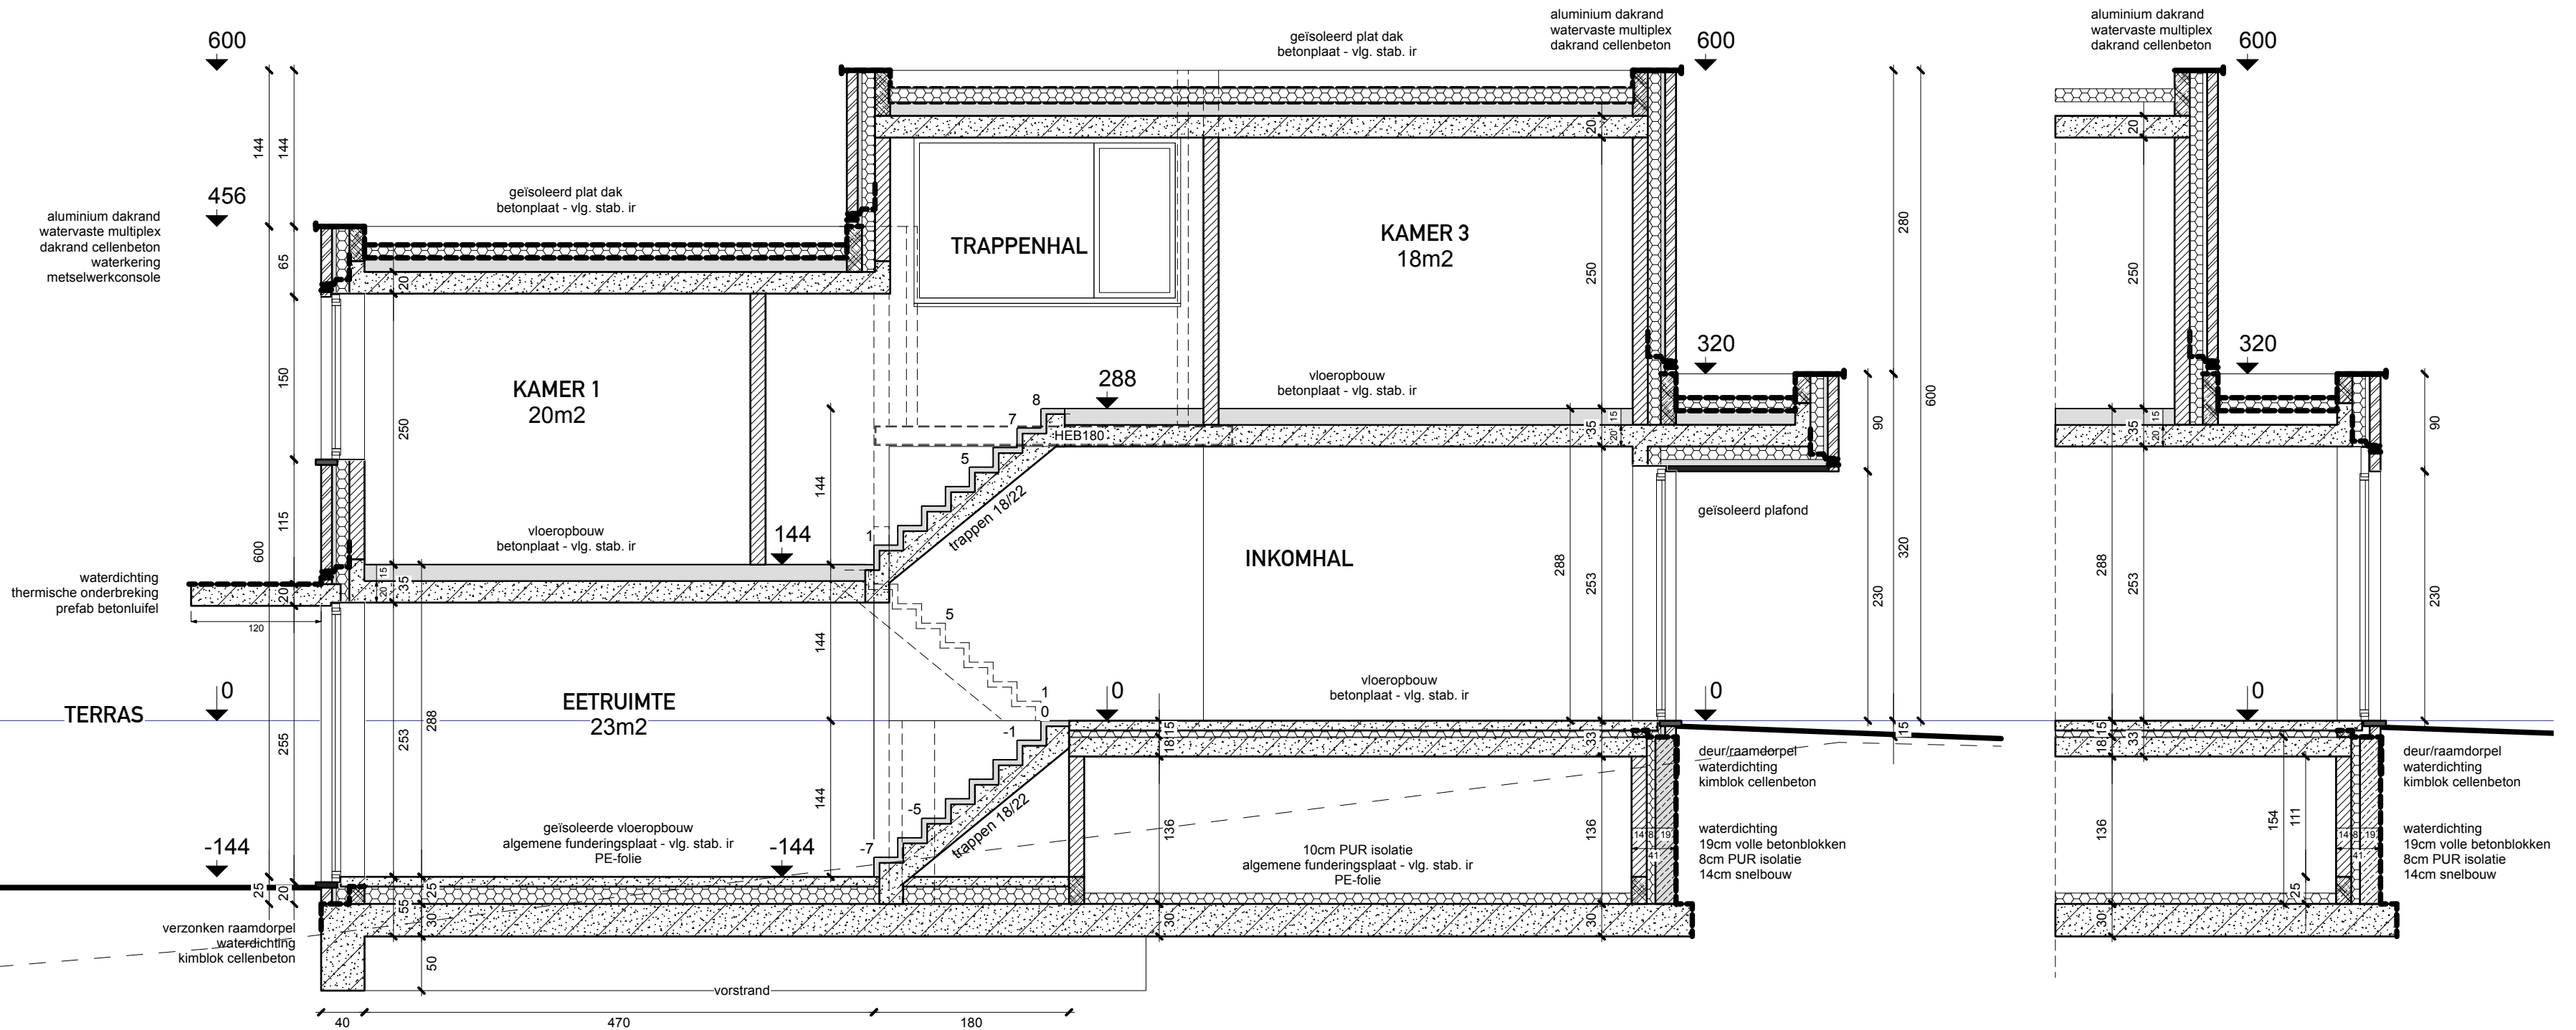 aluminium dakrand
watervaste multiplex
dakrand cellenbeton
aluminium dakrand
watervaste multiplex
dakrand cellenbeton
geïsoleerd plat dak
betonplaat - vlg. stab. ir
600
600
600
144
144
20
20
456
geïsoleerd plat dak
betonplaat - vlg. stab. ir
aluminium dakrand
watervaste multiplex
dakrand cellenbeton
waterkering
metselwerkconsole
65
20
TRAPPENHAL
KAMER 3
18m2
250
280
250
320
320
150
KAMER 1
20m2
250
288
vloeropbouw
betonplaat - vlg. stab. ir
8
7
HEB180
15
35
20
90
600
15
35
20
90
5
144
trappen 18/22
geïsoleerd plafond
115
600
vloeropbouw
betonplaat - vlg. stab. ir
144
1
INKOMHAL
288
253
320
288
253
waterdichting
thermische onderbreking
prefab betonluifel
20
15
35
20
120
5
144
230
230
TERRAS
0
EETRUIMTE
23m2
288
253
255
1
0
-1
0
vloeropbouw
betonplaat - vlg. stab. ir
0
0
15
18
33
15
15
18
33
deur/raamdorpel
waterdichting
kimblok cellenbeton
deur/raamdorpel
waterdichting
kimblok cellenbeton
144
-5
trappen 18/22
-7
-144
geïsoleerde vloeropbouw
algemene funderingsplaat - vlg. stab. ir
PE-folie
-144
136
10cm PUR isolatie
algemene funderingsplaat - vlg. stab. ir
PE-folie
136
14
8
19
41
waterdichting
19cm volle betonblokken
8cm PUR isolatie
14cm snelbouw
136
154
111
14
8
19
41
waterdichting
19cm volle betonblokken
8cm PUR isolatie
14cm snelbouw
25
20
25
55
30
30
30
25
30
verzonken raamdorpel
waterdichting
kimblok cellenbeton
50
vorstrand
40
470
180